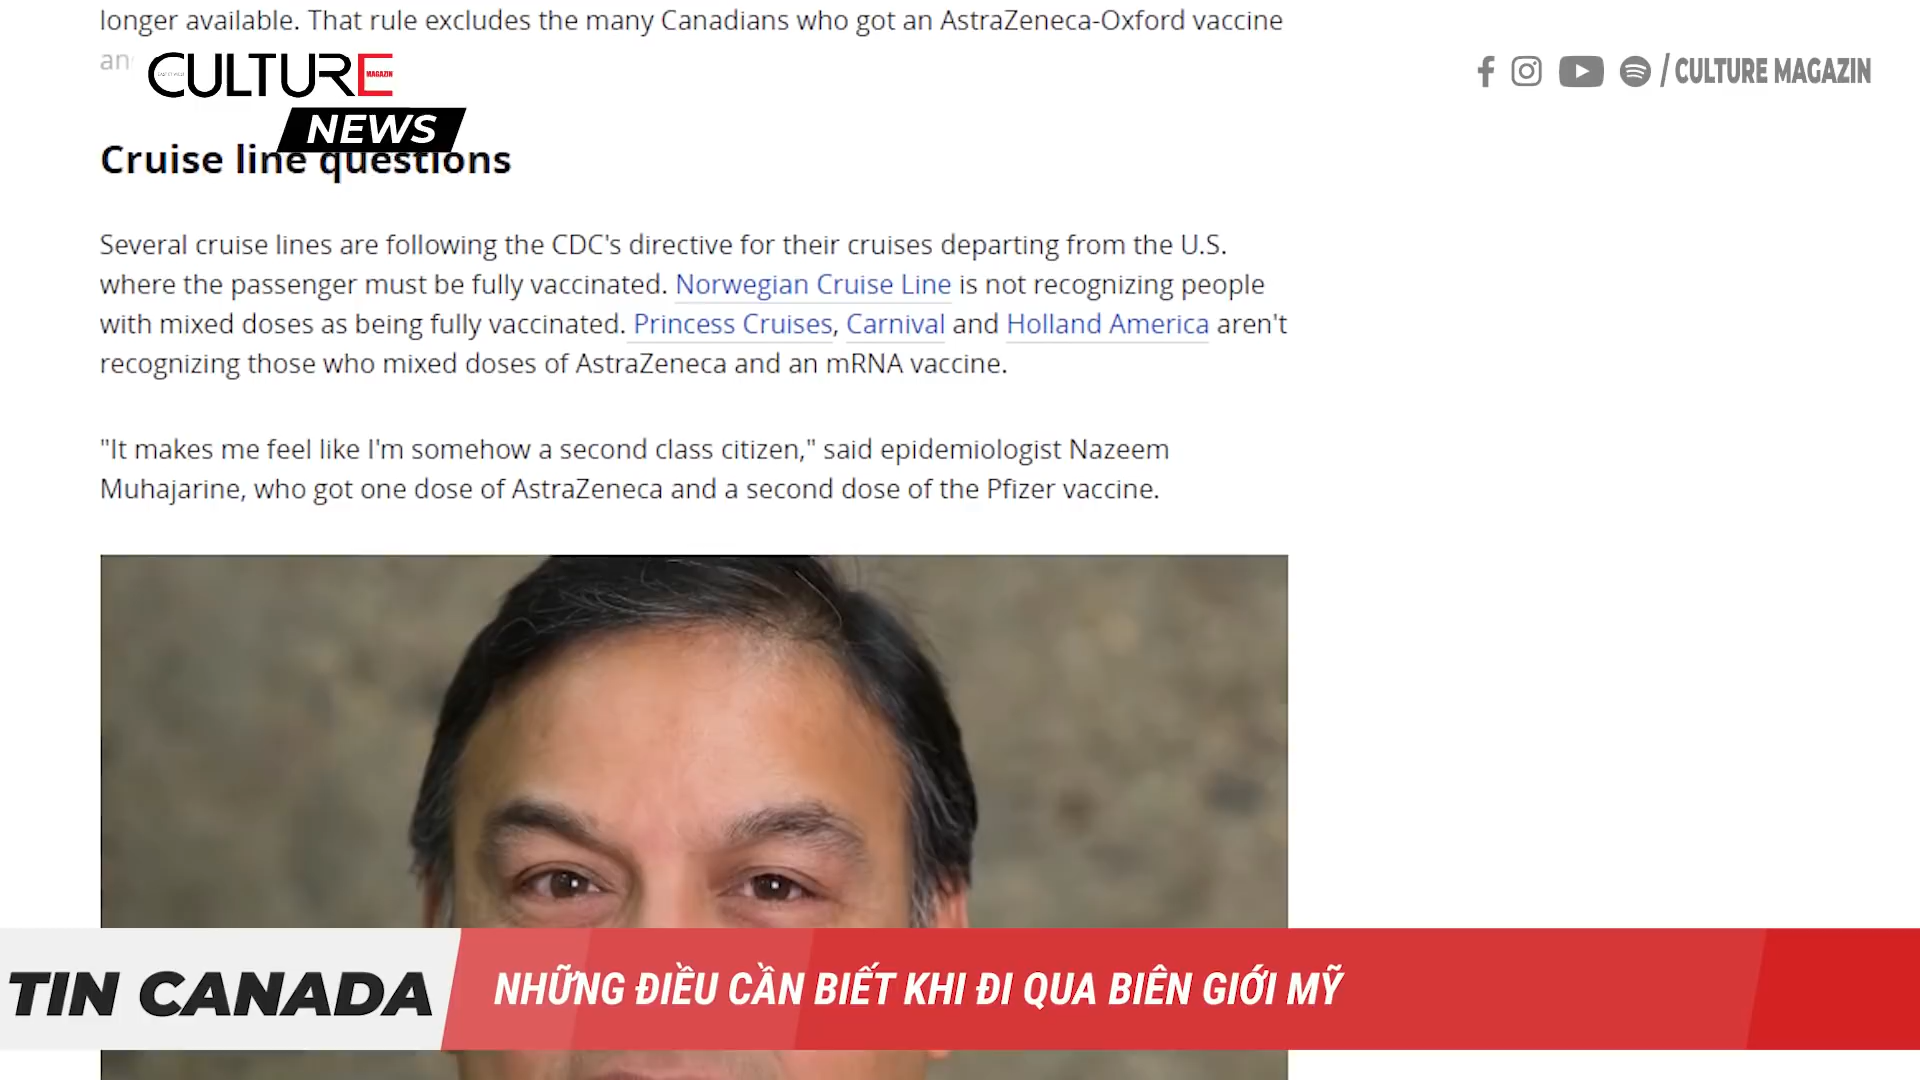 longer available. That rule excludes the many Canadians who got an AstraZeneca-Oxford vaccine
CULTURE
MAGAZIN
NEWS
/ CULTURE MAGAZIN
Cruise line questions
Several cruise lines are following the CDC's directive for their cruises departing from the U.S.
where the passenger must be fully vaccinated. Norwegian Cruise Line is not recognizing people
with mixed doses as being fully vaccinated. Princess Cruises, Carnival and Holland America aren't
recognizing those who mixed doses of AstraZeneca and an mRNA vaccine.
"It makes me feel like I'm somehow a second class citizen," said epidemiologist Nazeem
Muhajarine, who got one dose of AstraZeneca and a second dose of the Pfizer vaccine.
TIN CANADA
NHỮNG ĐIỀU CẦN BIẾT KHI ĐI QUA BIÊN GIỚI MỸ